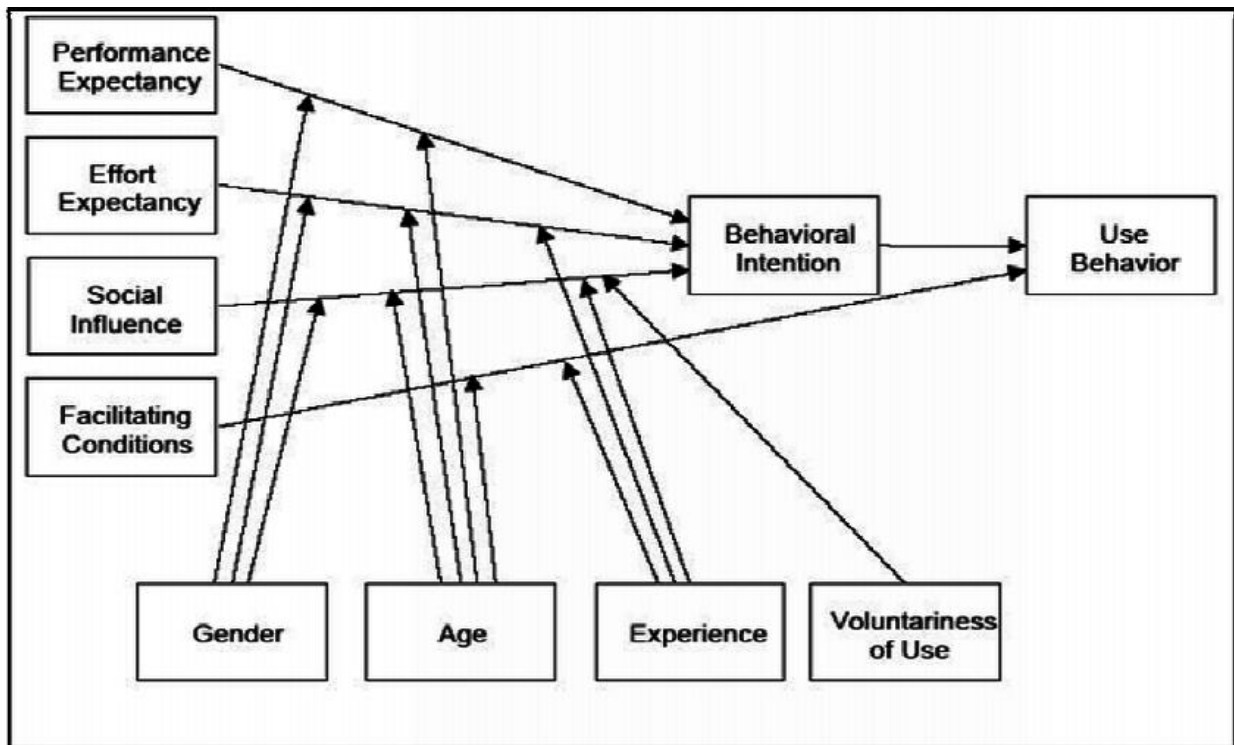 Performance
Expectancy
Effort
Expectancy
Social
Influence
Facilitating
Conditions
Behavioral
Intention
Use
Behavior
Gender
Age
Experience
Voluntariness
of Use